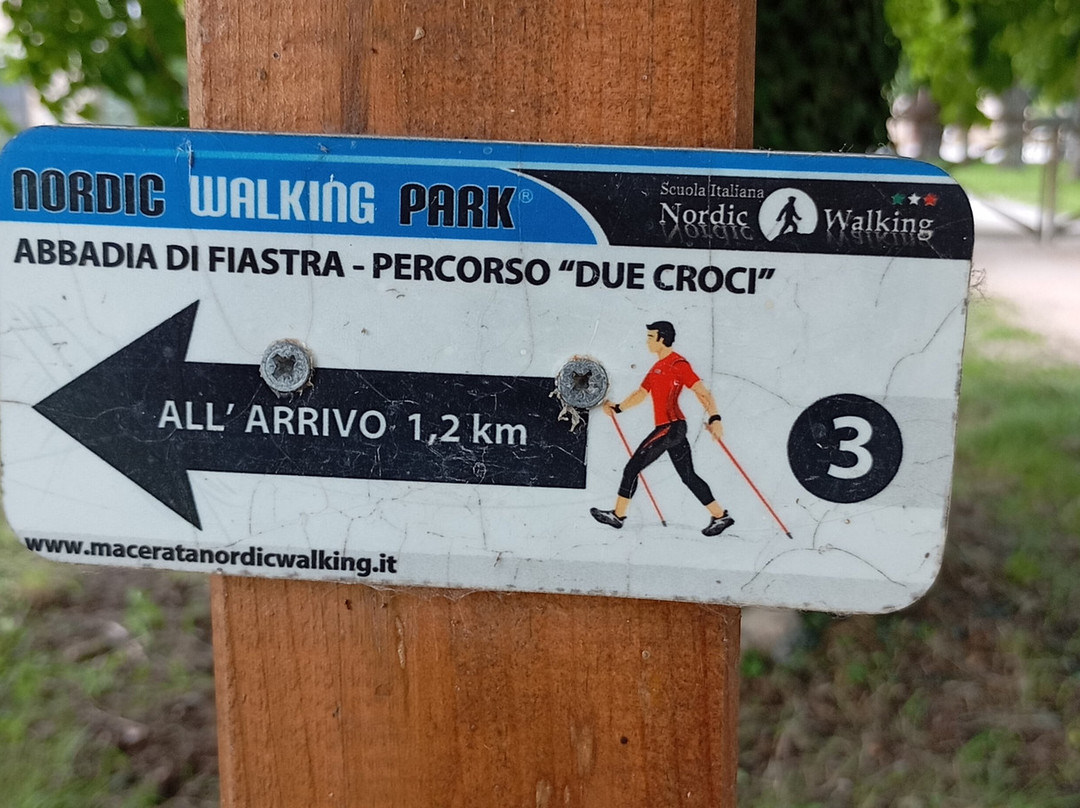 NORDIC WALKING PARK®
Scuola Italiana
Nordic Walking
ABBADIA DI FIASTRA - PERCORSO “DUE CROCI”
ALL’ ARRIVO 1,2 km
3
www.maceratanordicwalking.it